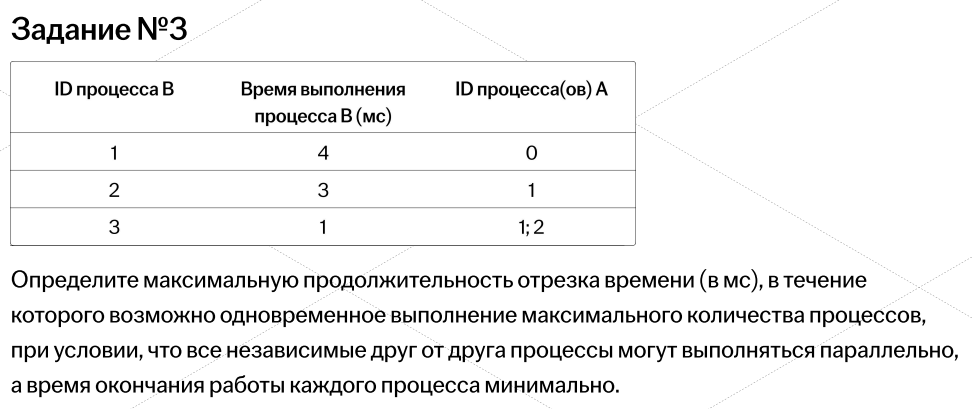 Задание №3
ID процесса B Время выполнения процесса B (мс) ID процесса(ов) A
1 4 0
2 3 1
3 1 1; 2
Определите максимальную продолжительность отрезка времени (в мс), в течение
которого возможно одновременное выполнение максимального количества процессов,
при условии, что все независимые друг от друга процессы могут выполняться параллельно,
а время окончания работы каждого процесса минимально.